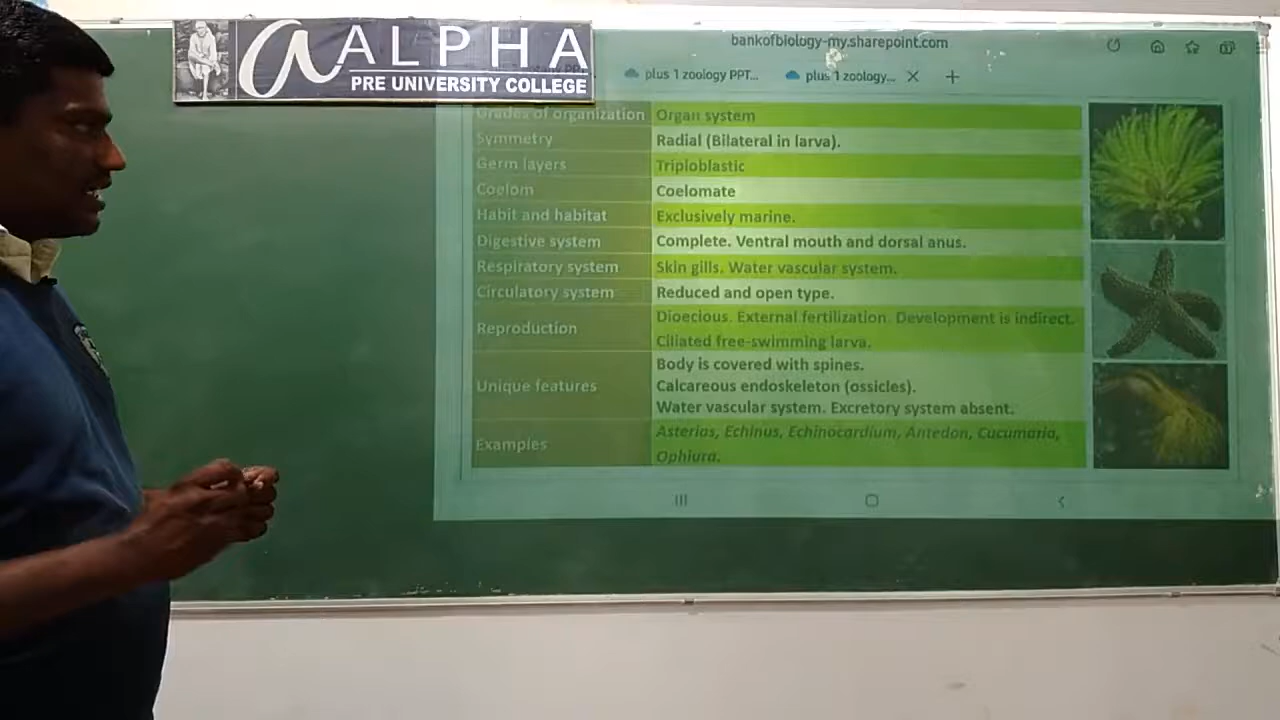 ALPHA
PRE UNIVERSITY COLLEGE
bankofbiology-my.sharepoint.com
plus 1 zoology PPT...
plus 1 zoology...
Grades of organization Organ system
Symmetry Radial (Bilateral in larva).
Germ layers Triploblastic
Coelom Coelomate
Habit and habitat Exclusively marine.
Digestive system Complete. Ventral mouth and dorsal anus.
Respiratory system Skin gills. Water vascular system.
Circulatory system Reduced and open type.
Reproduction Dioecious. External fertilization. Development is indirect.
Ciliated free-swimming larva.
Unique features Body is covered with spines.
Calcareous endoskeleton (ossicles).
Water vascular system. Excretory system absent.
Examples Asterias, Echinus, Echinocardium, Antedon, Cucumaria,
Ophiura.